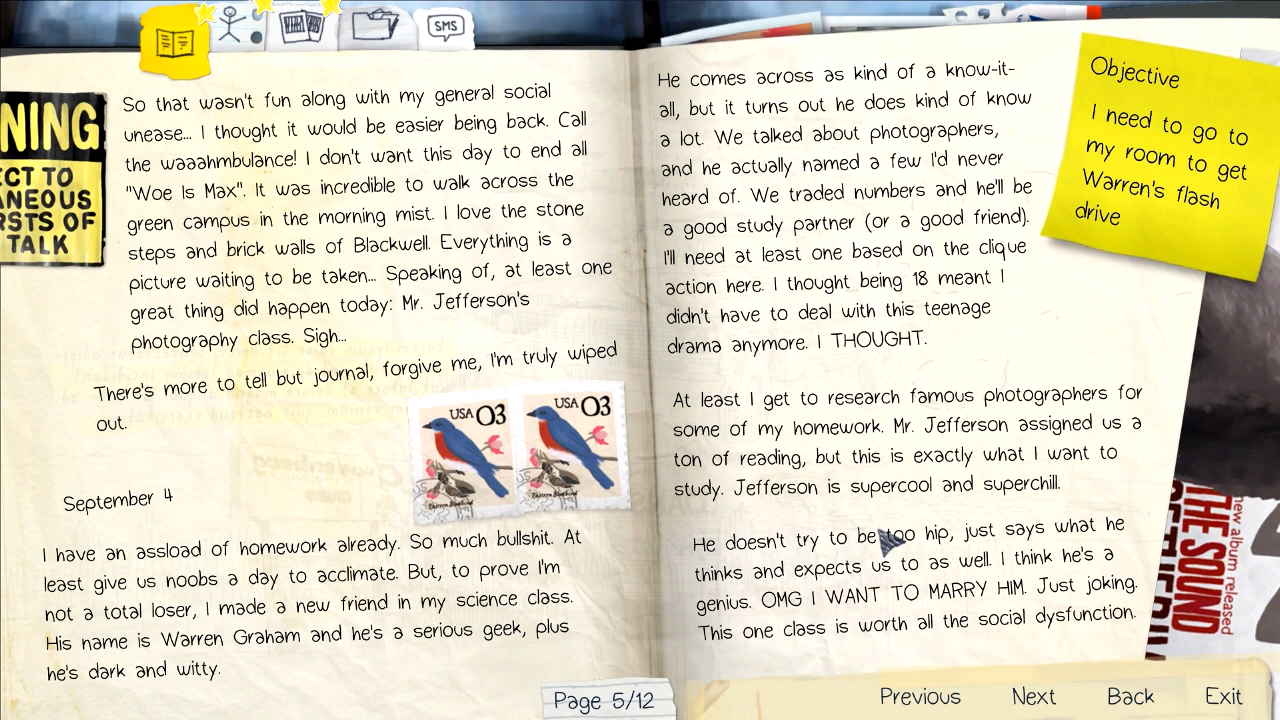 SMS
NING
ECT TO
ANEOUS
RSTS OF
TALK
So that wasn't fun along with my general social
unease... I thought it would be easier being back. Call
the waaahmbulance! I don't want this day to end all
"Woe Is Max". It was incredible to walk across the
green campus in the morning mist. I love the stone
steps and brick walls of Blackwell. Everything is a
picture waiting to be taken... Speaking of, at least one
great thing did happen today: Mr. Jefferson's
photography class. Sigh...
There's more to tell but journal, forgive me, I'm truly wiped
out.
USA 03
USA 03
Eastern Bluebird
Eastern Bluebird
September 4
I have an assload of homework already. So much bullshit. At
least give us noobs a day to acclimate. But, to prove I'm
not a total loser, I made a new friend in my science class.
His name is Warren Graham and he's a serious geek, plus
he's dark and witty.
He comes across as kind of a know-it-
all, but it turns out he does kind of know
a lot. We talked about photographers,
and he actually named a few I'd never
heard of. We traded numbers and he'll be
a good study partner (or a good friend).
I'll need at least one based on the clique
action here. I thought being 18 meant I
didn't have to deal with this teenage
drama anymore. I THOUGHT.
At least I get to research famous photographers for
some of my homework. Mr. Jefferson assigned us a
ton of reading, but this is exactly what I want to
study. Jefferson is supercool and superchill.
He doesn't try to be too hip, just says what he
thinks and expects us to as well. I think he's a
genius. OMG I WANT TO MARRY HIM. Just joking.
This one class is worth all the social dysfunction.
Objective
I need to go to
my room to get
Warren's flash
drive
new album released
THE SOUND
Page 5/12
Previous Next Back Exit